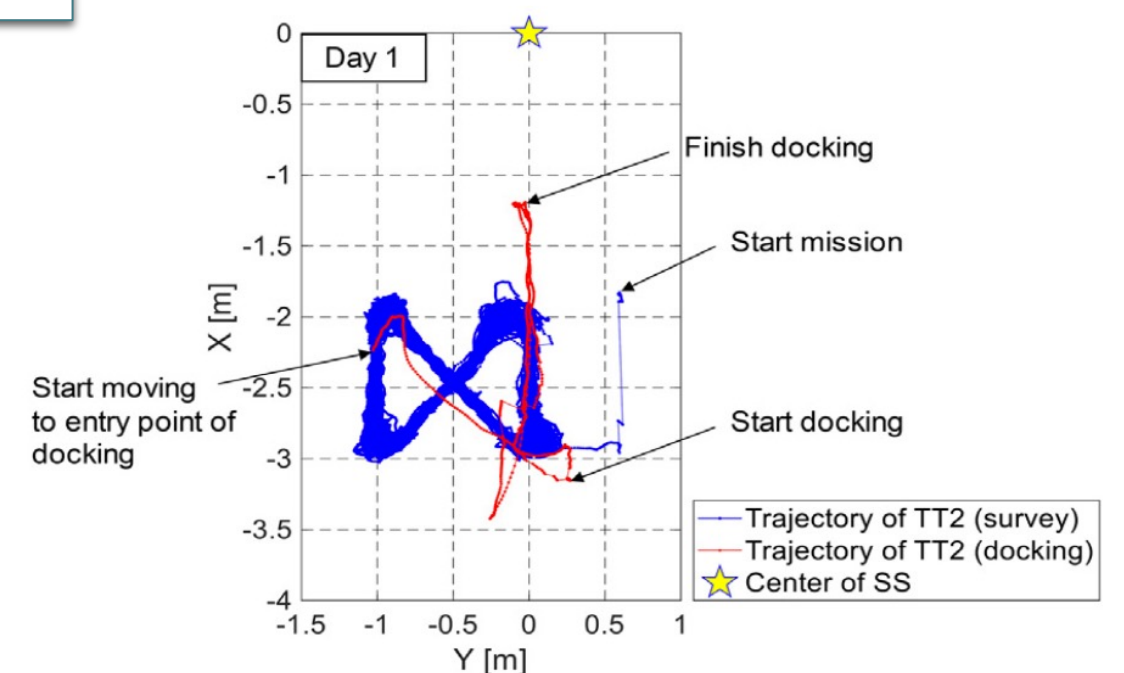 Day 1
0
-0.5
-1
-1.5
-2
-2.5
-3
-3.5
-4
X [m]
-1.5 -1 -0.5 0 0.5 1
Y [m]
Finish docking
Start mission
Start moving
to entry point of
docking
Start docking
Trajectory of TT2 (survey)
Trajectory of TT2 (docking)
Center of SS